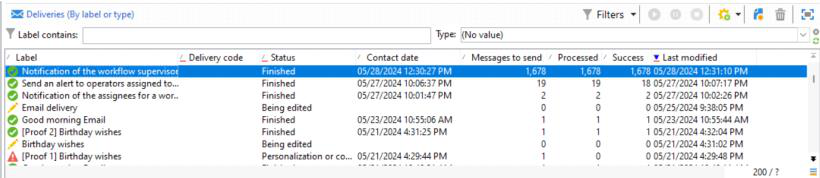 Deliveries (By label or type)
Filters
Label contains:
Type: (No value)
Label Delivery code Status Contact date Messages to send Processed Success Last modified
Notification of the workflow supervisor Finished 05/28/2024 12:30:27 PM 1,678 1,678 1,678 05/28/2024 12:31:10 PM
Send an alert to operators assigned to... Finished 05/27/2024 10:06:37 PM 19 19 18 05/27/2024 10:07:17 PM
Notification of the assignees for a wor... Finished 05/27/2024 10:01:47 PM 2 2 2 05/27/2024 10:02:26 PM
Email delivery Being edited 0 0 0 05/25/2024 9:38:05 PM
Good morning Email Finished 05/23/2024 10:55:06 AM 1 1 1 05/23/2024 10:55:44 AM
[Proof 2] Birthday wishes Finished 05/21/2024 4:31:25 PM 1 1 1 05/21/2024 4:32:04 PM
Birthday wishes Being edited 0 0 0 05/21/2024 4:31:02 PM
[Proof 1] Birthday wishes Personalization or co... 05/21/2024 4:29:44 PM 1 0 0 05/21/2024 4:29:48 PM
200 / ?